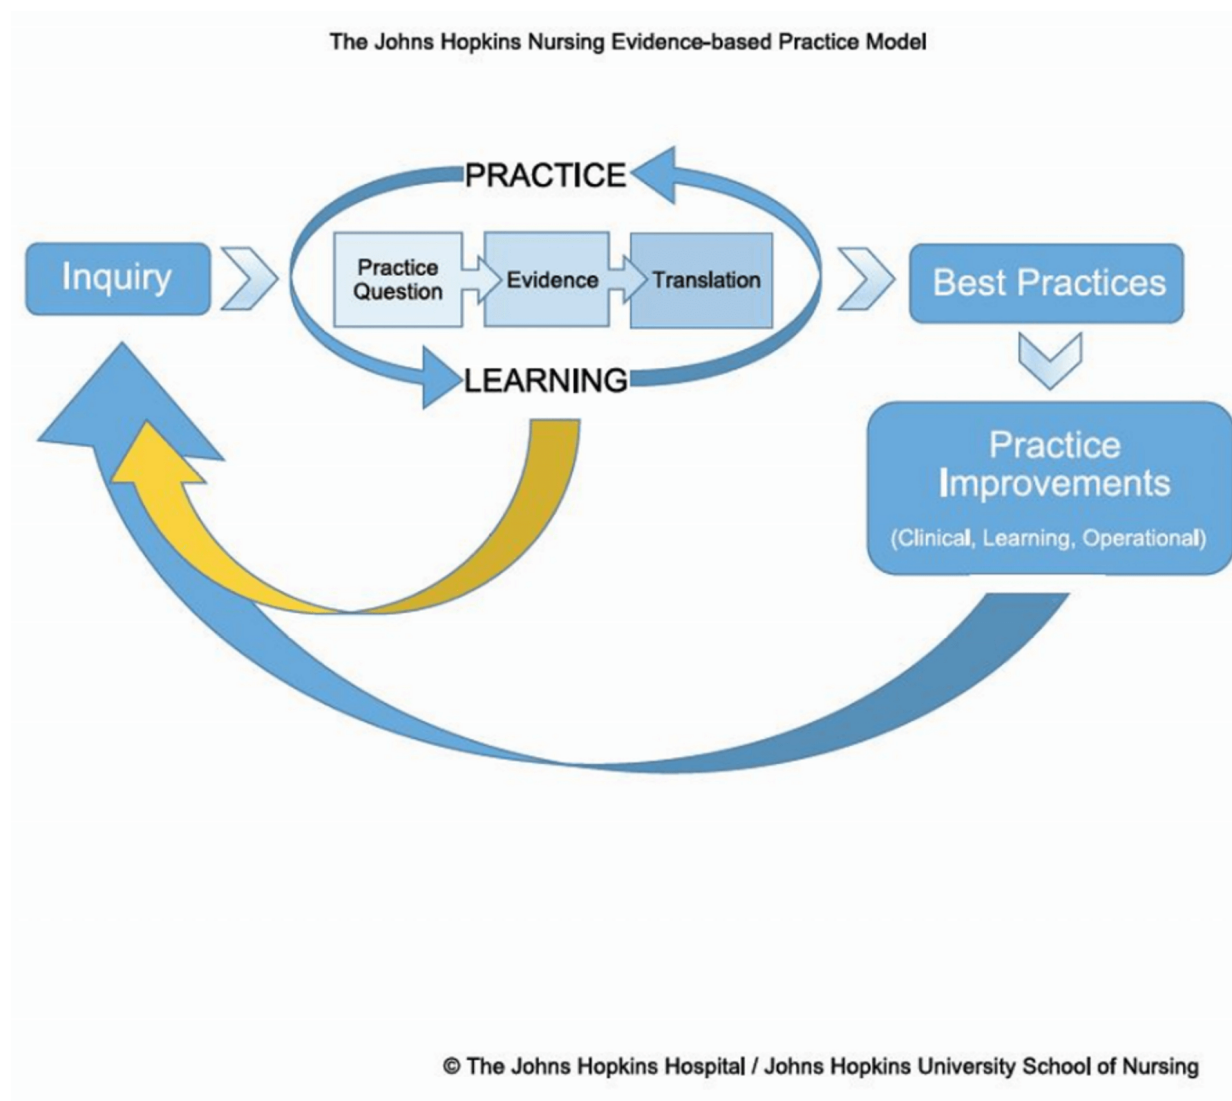 The Johns Hopkins Nursing Evidence-based Practice Model
PRACTICE
Inquiry
Practice
Question
Evidence
Translation
LEARNING
Best Practices
Practice
Improvements
(Clinical, Learning, Operational)
© The Johns Hopkins Hospital / Johns Hopkins University School of Nursing